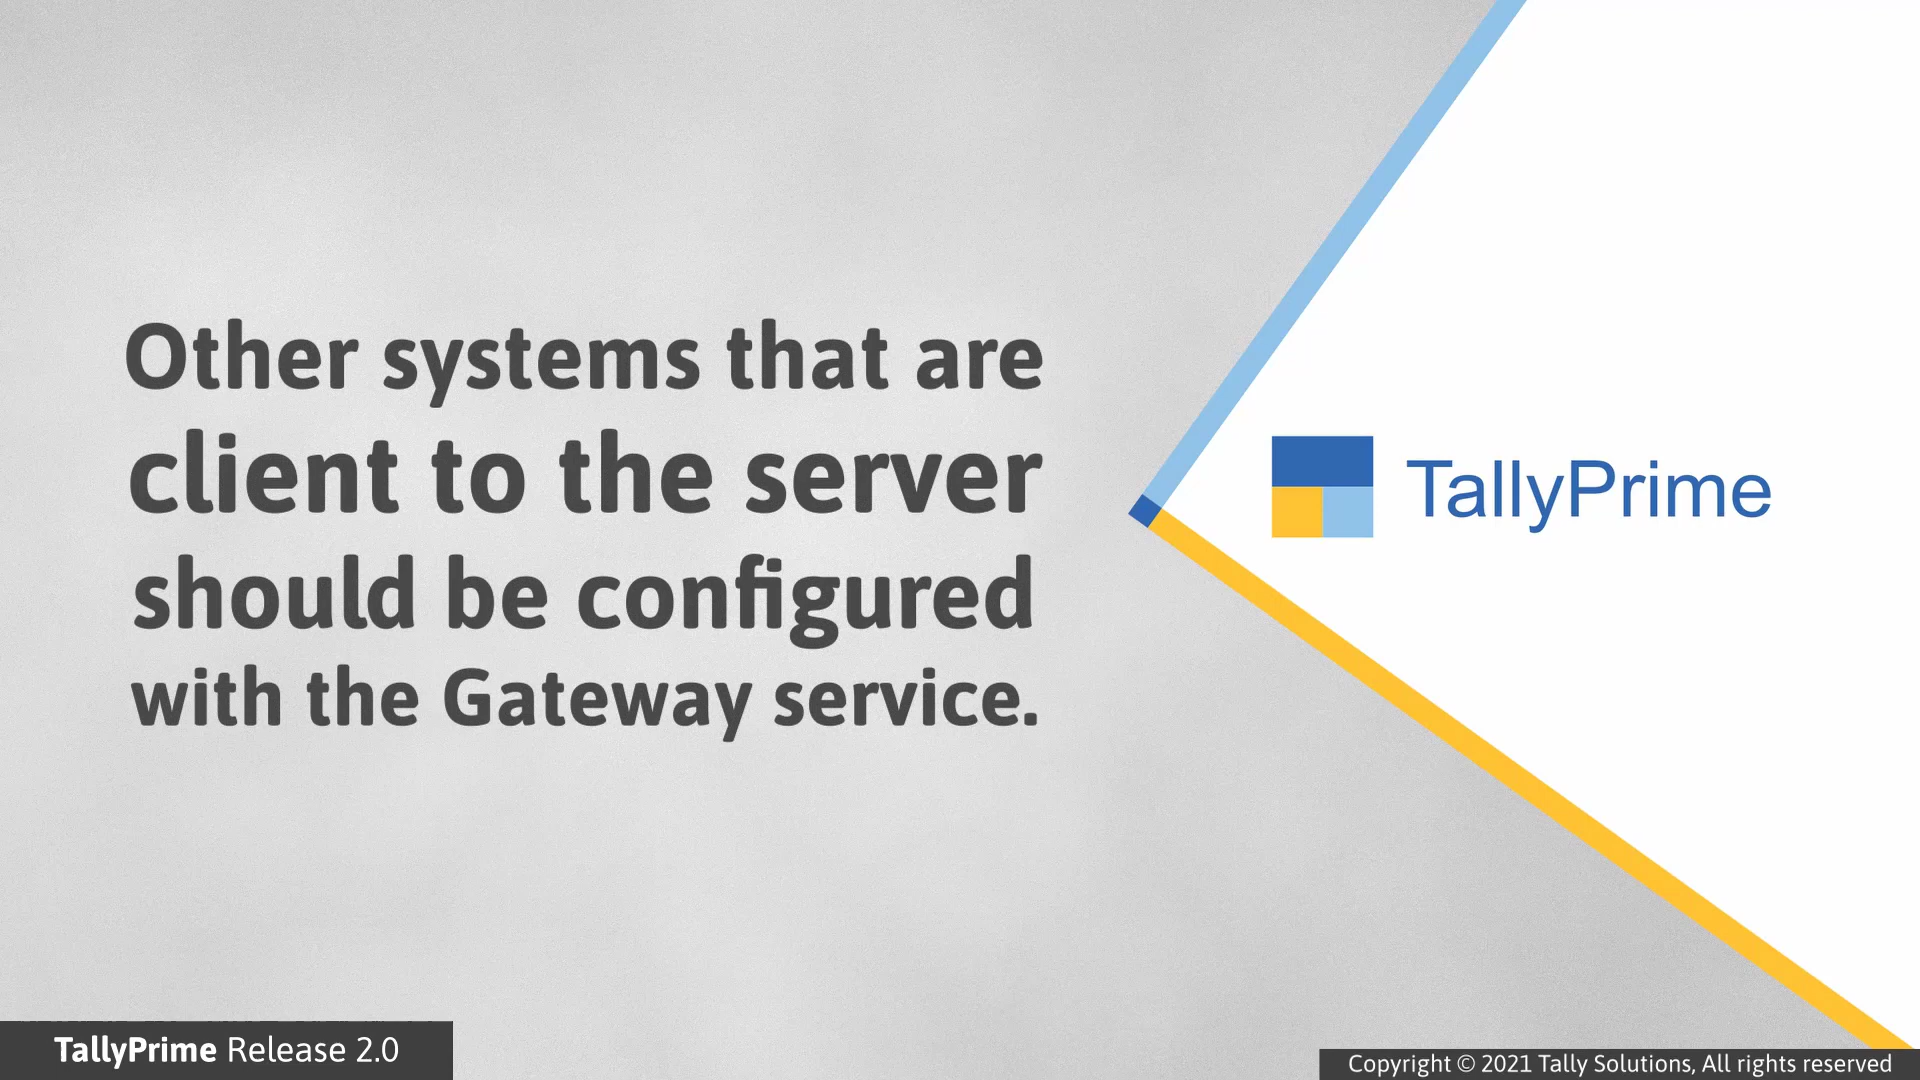 Other systems that are
client to the server
should be configured
with the Gateway service.
TallyPrime
TallyPrime Release 2.0
Copyright © 2021 Tally Solutions, All rights reserved